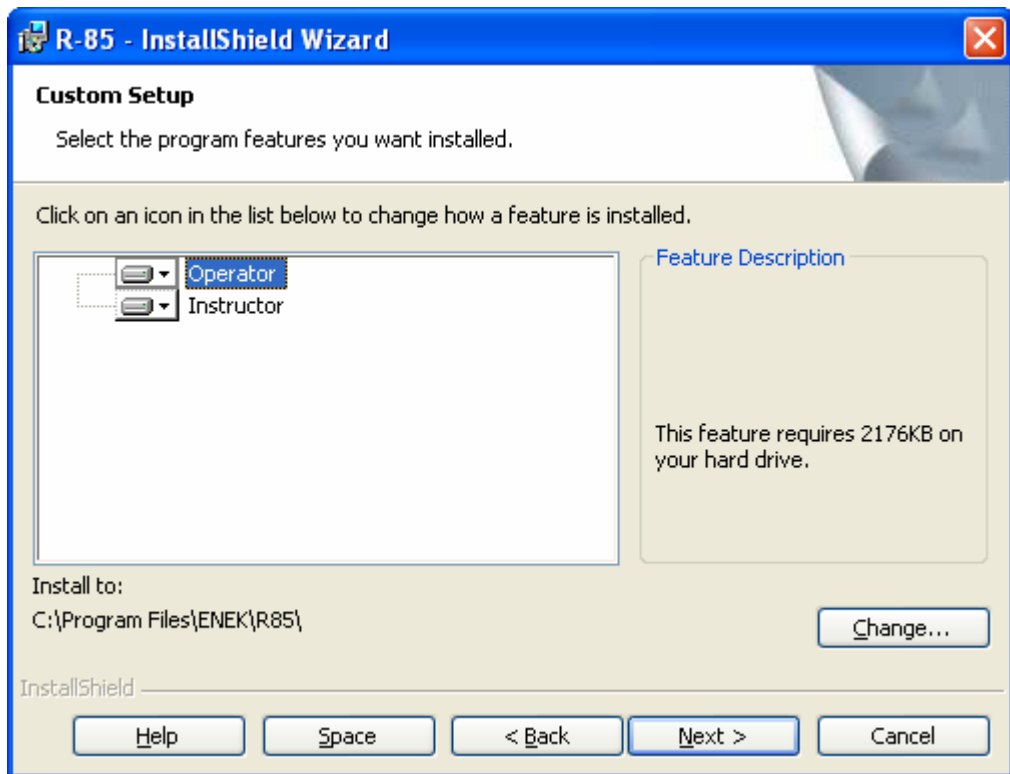 R-85 - InstallShield Wizard
Custom Setup
Select the program features you want installed.
Click on an icon in the list below to change how a feature is installed.
Operator
Instructor
Feature Description
This feature requires 2176KB on
your hard drive.
Install to:
C:\Program Files\ENEK\R85\
Change...
InstallShield
Help
Space
< Back
Next >
Cancel